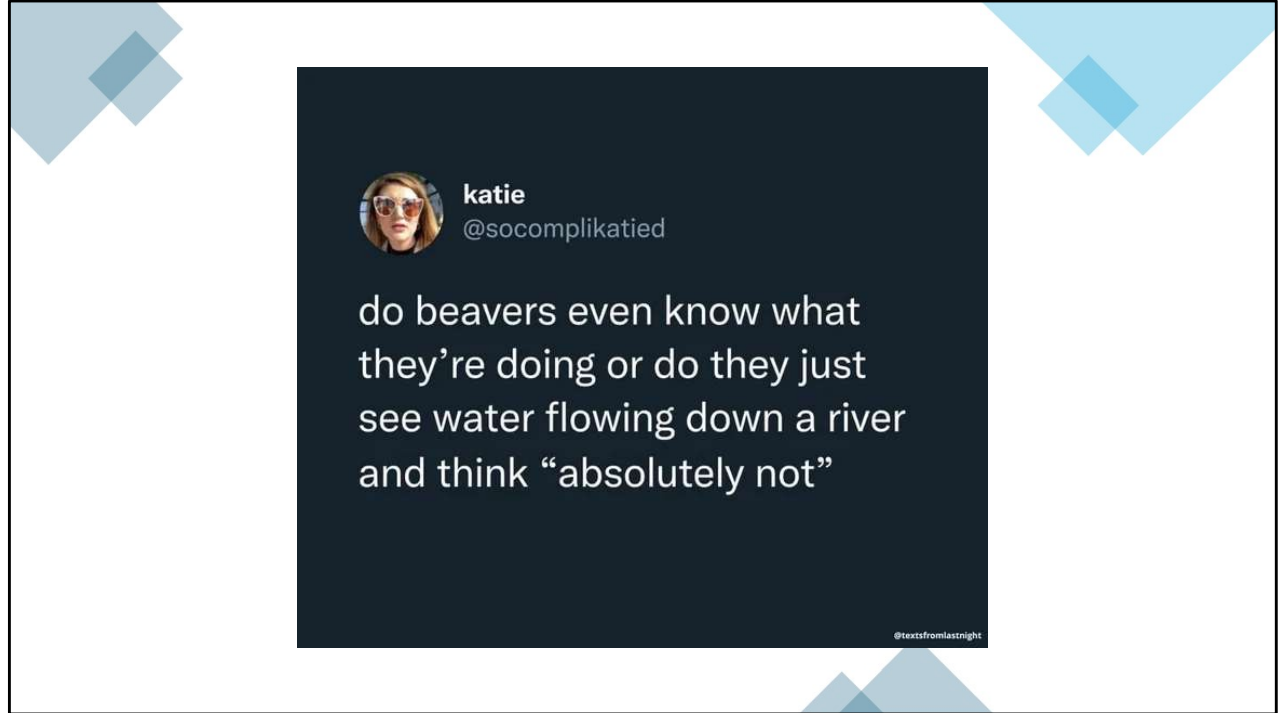 katie
@socomplikatied
do beavers even know what
they’re doing or do they just
see water flowing down a river
and think “absolutely not”
@textsfromlastnight